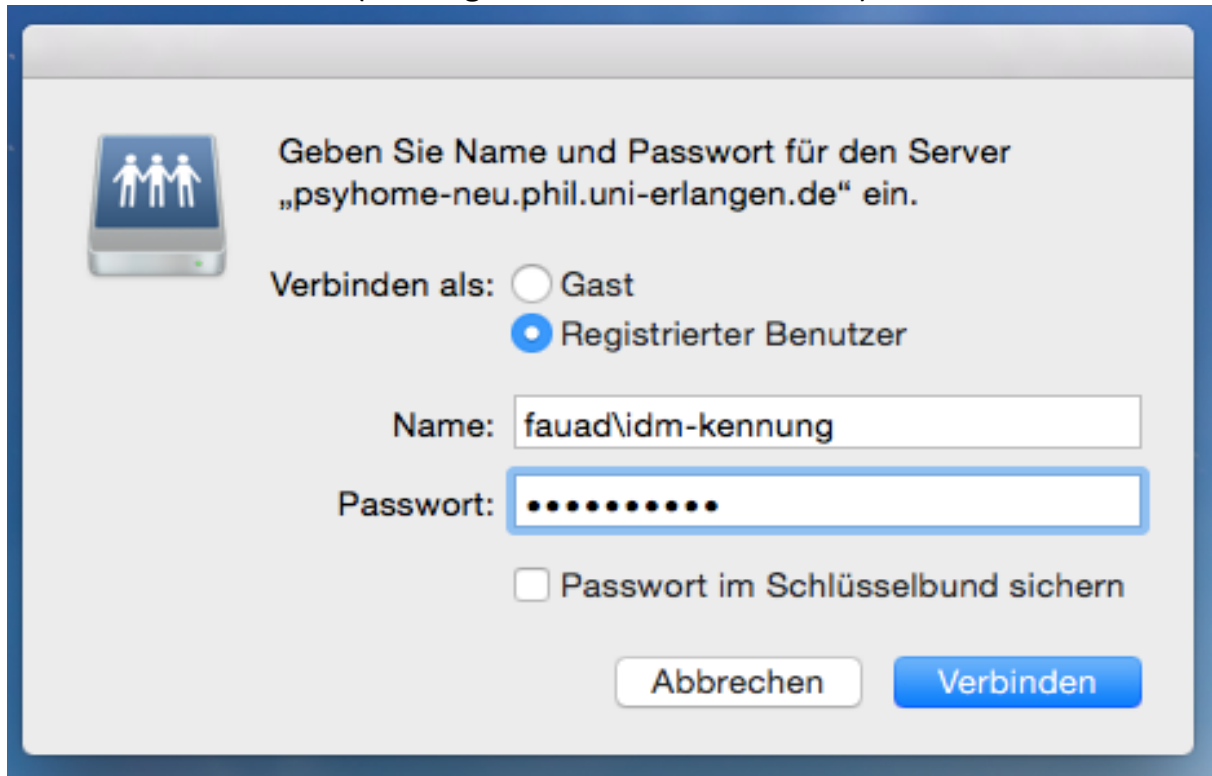 Geben Sie Name und Passwort für den Server
„psyhome-neu.phil.uni-erlangen.de“ ein.
Verbinden als: Gast
Registrierter Benutzer
Name: fauad\idm-kennung
Passwort: ••••••••••
Passwort im Schlüsselbund sichern
Abbrechen Verbinden